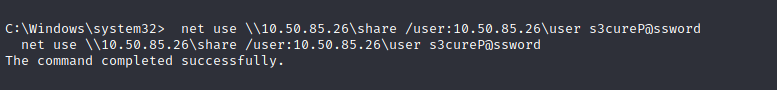 C:\Windows\system32>  net use \\10.50.85.26\share /user:10.50.85.26\user s3cureP@ssword
  net use \\10.50.85.26\share /user:10.50.85.26\user s3cureP@ssword
The command completed successfully.